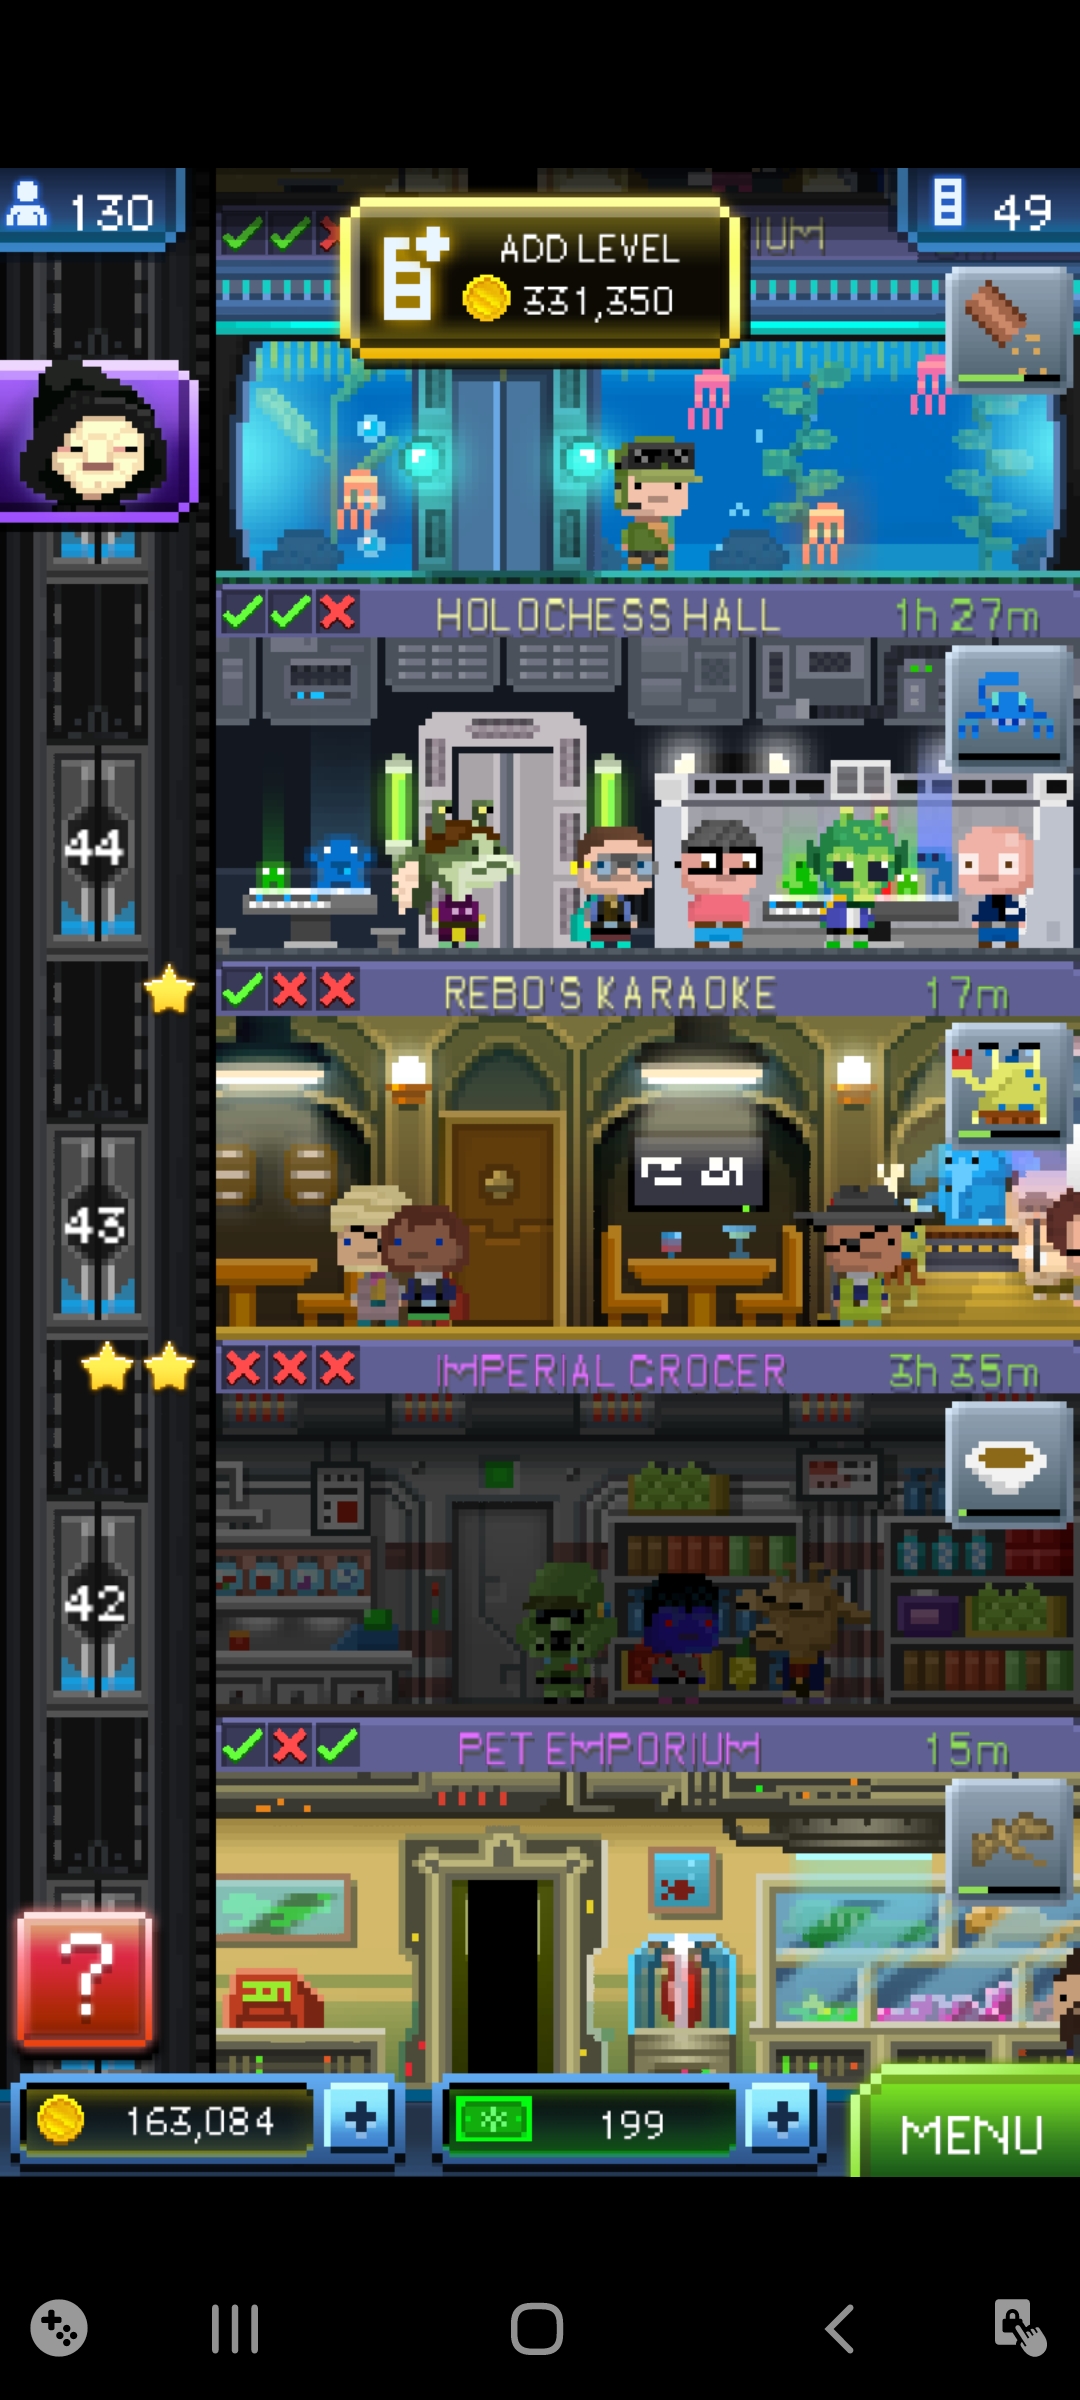 130
49
ADD LEVEL
331,350
IUM
HOLOCHESS HALL
1h 27m
44
REBO'S KARAOKE
17m
43
IMPERIAL GROCER
3h 35m
42
PET EMPORIUM
15m
?
163,084
+
199
+
MENU